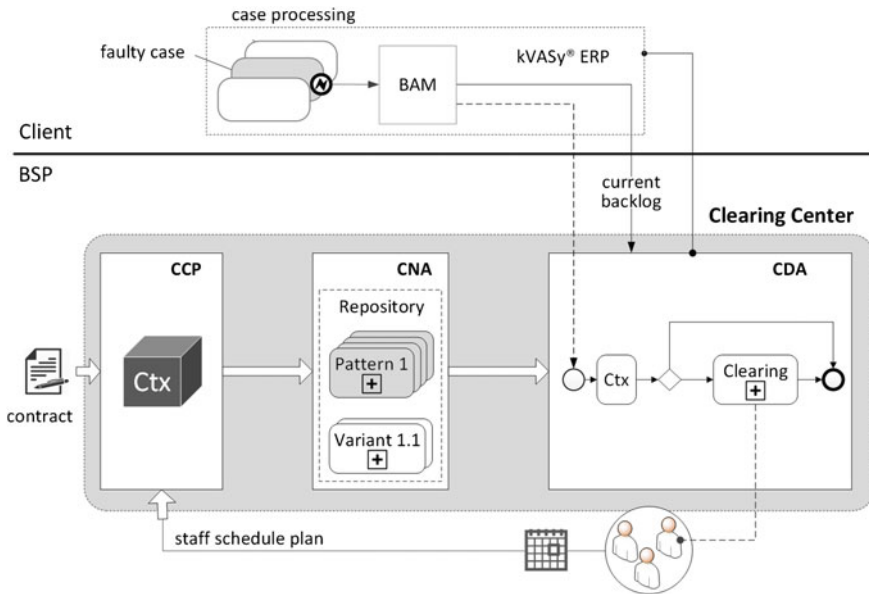 case processing
faulty case
kVASy® ERP
BAM
Client
BSP
current
backlog
Clearing Center
CCP
CNA
CDA
Repository
Ctx
Pattern 1
Ctx
Clearing
contract
Variant 1.1
staff schedule plan